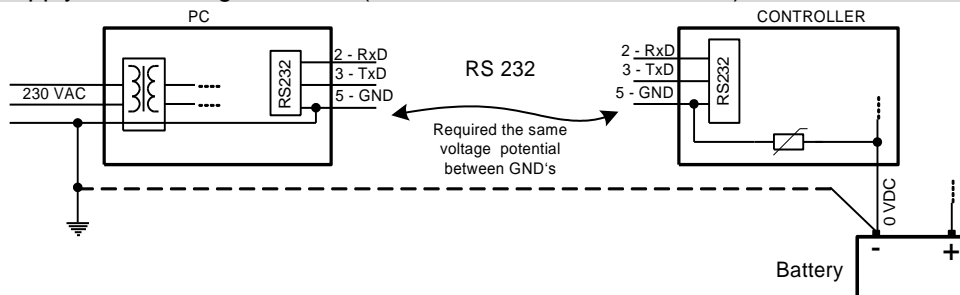 PC
CONTROLLER
2 - RxD
3 - TxD
5 - GND
RS232
230 VAC
RS 232
Required the same
voltage potential
between GND's
2 - RxD
3 - TxD
5 - GND
RS232
0 VDC
-
+
Battery